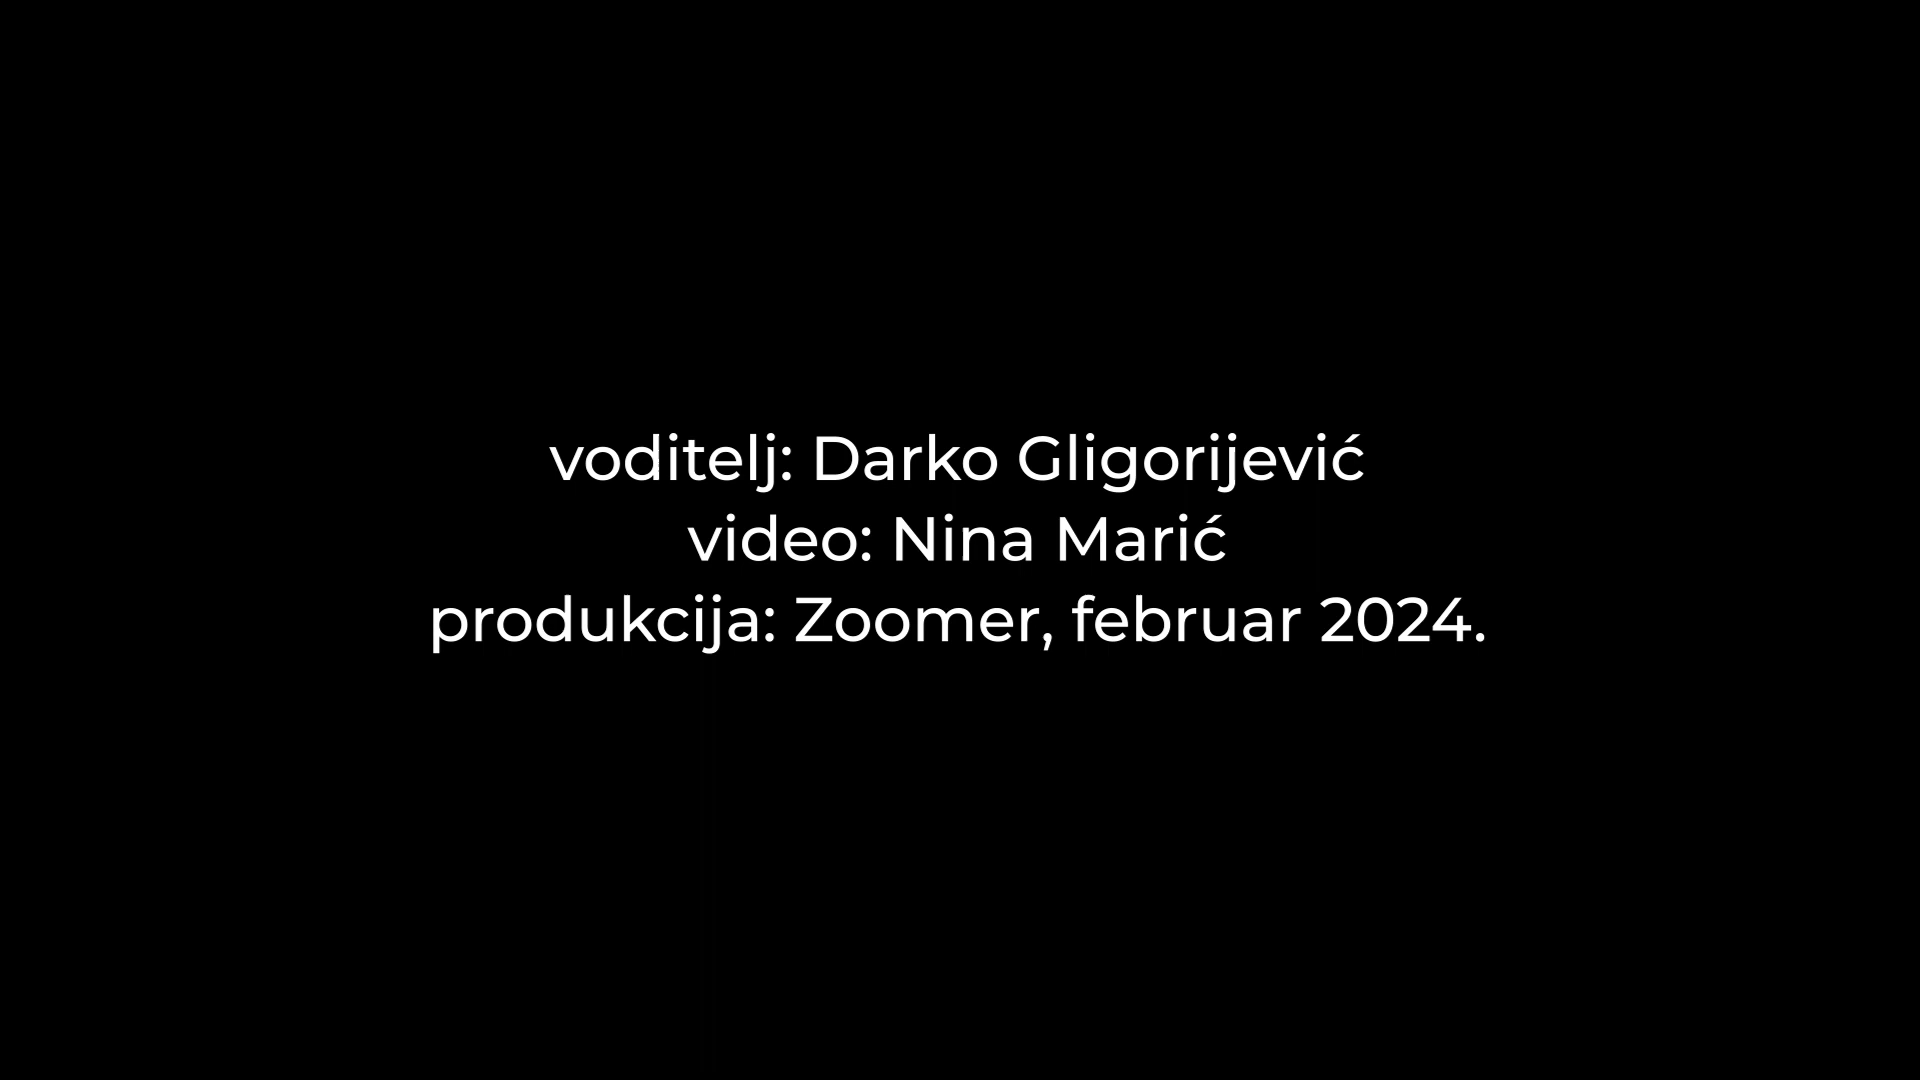 voditelj: Darko Gligorijević
video: Nina Marić
produkcija: Zoomer, februar 2024.